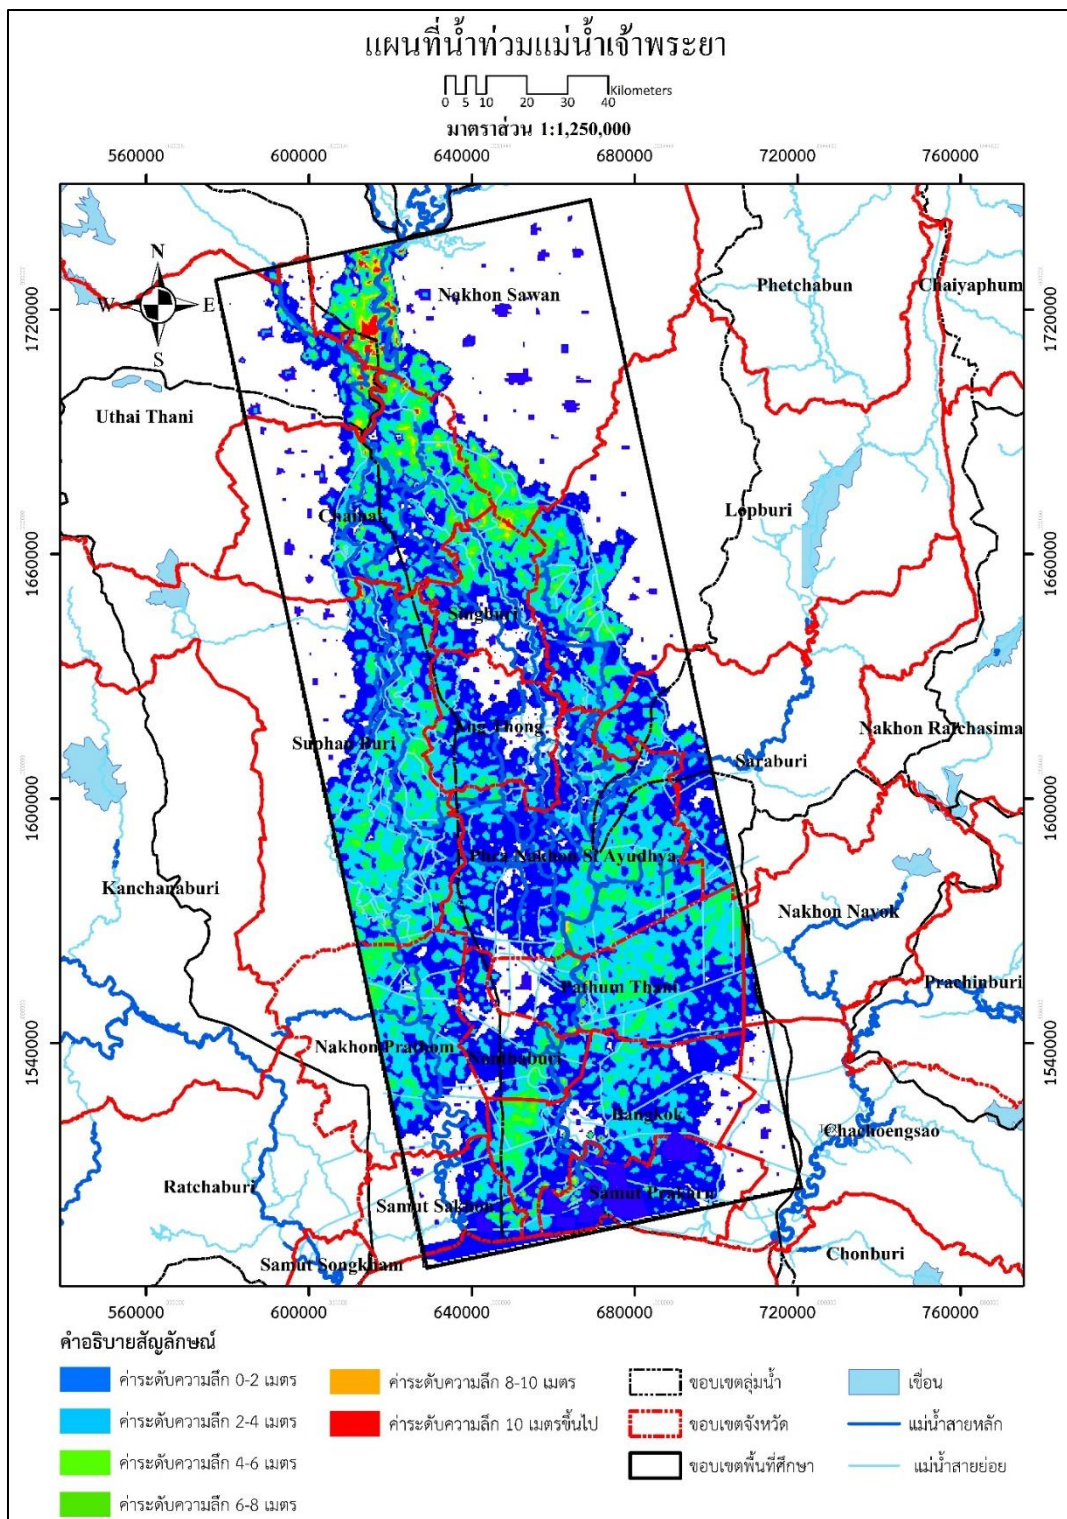 แผนที่น้ำท่วมแม่น้ำเจ้าพระยา
0 5 10 20 30 40 Kilometers
มาตราส่วน 1:1,250,000
560000 600000 640000 680000 720000 760000
N
W E
S
Nakhon Sawan
Phetchabun
Chaiyaphum
1720000 1720000
Uthai Thani
Chainat
Lopburi
1660000 1660000
Singburi
Suphan Buri
Ang Thong
Nakhon Ratchasima
Saraburi
1600000 1600000
Phra Nakhon Si Ayudhya
Kanchanaburi
Nakhon Nayok
Pathum Thani
Prachinburi
1540000 1540000
Nakhon Prathom
Nonthaburi
Bangkok
Chachoengsao
Ratchaburi
Samut Sakhon
Samut Prakarn
Samut Songkham
Chonburi
560000 600000 640000 680000 720000 760000
คำอธิบายสัญลักษณ์
ค่าระดับความลึก 0-2 เมตร
ค่าระดับความลึก 2-4 เมตร
ค่าระดับความลึก 4-6 เมตร
ค่าระดับความลึก 6-8 เมตร
ค่าระดับความลึก 8-10 เมตร
ค่าระดับความลึก 10 เมตรขึ้นไป
ขอบเขตลุ่มน้ำ
ขอบเขตจังหวัด
ขอบเขตพื้นที่ศึกษา
เขื่อน
แม่น้ำสายหลัก
แม่น้ำสายย่อย